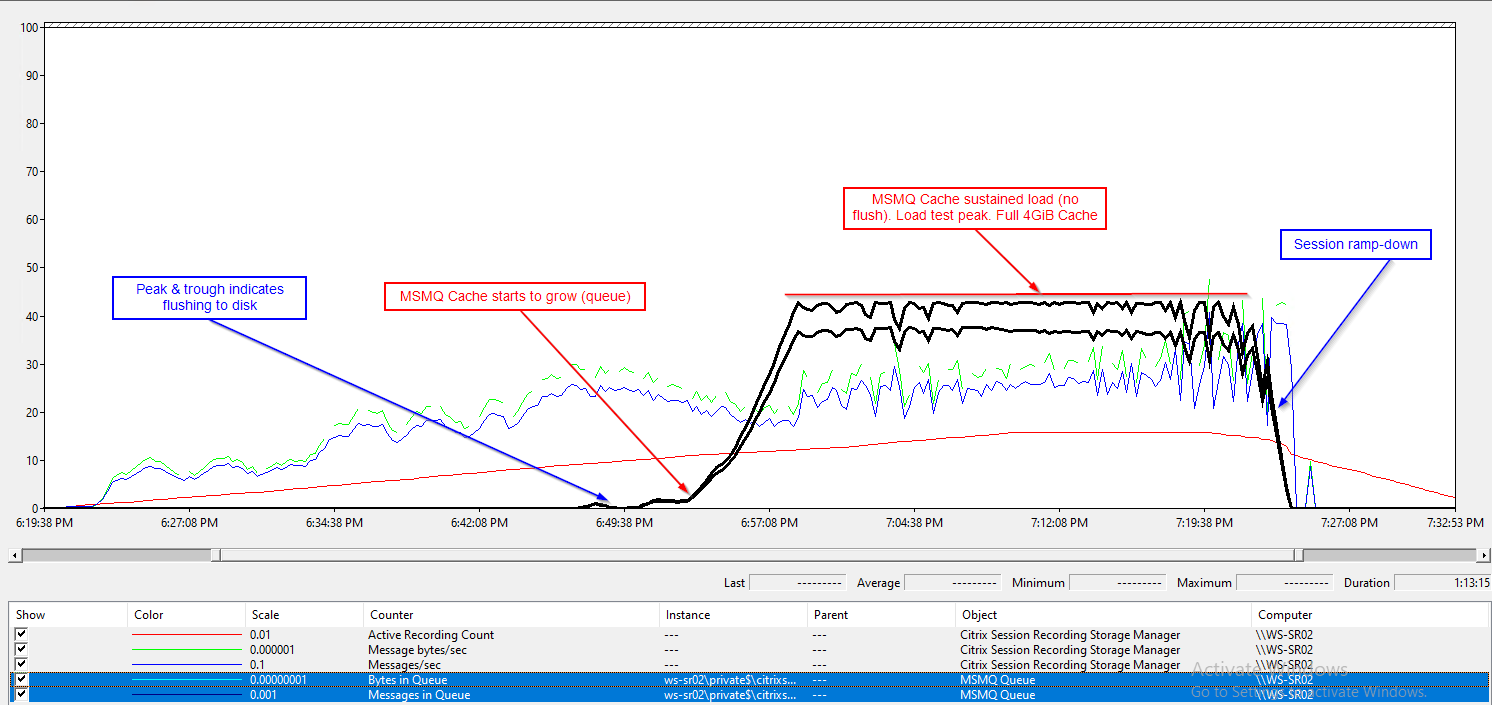 100
90
80
70
60
50
40
30
20
10
0
MSMQ Cache sustained load (no
flush). Load test peak. Full 4GiB Cache
Session ramp-down
Peak & trough indicates
flushing to disk
MSMQ Cache starts to grow (queue)
6:19:38 PM 6:27:08 PM 6:34:38 PM 6:42:08 PM 6:49:38 PM 6:57:08 PM 7:04:38 PM 7:12:08 PM 7:19:38 PM 7:27:08 PM 7:32:53 PM
Last --------- Average --------- Minimum --------- Maximum --------- Duration 1:13:15
Show Color Scale Counter Instance Parent Object Computer
0.01 Active Recording Count --- --- Citrix Session Recording Storage Manager \\WS-SR02
0.000001 Message bytes/sec --- --- Citrix Session Recording Storage Manager \\WS-SR02
0.1 Messages/sec --- --- Citrix Session Recording Storage Manager \\WS-SR02
0.00000001 Bytes in Queue ws-sr02\private$\citrixs... --- MSMQ Queue \\WS-SR02
0.001 Messages in Queue ws-sr02\private$\citrixs... --- MSMQ Queue \\WS-SR02
Activate Windows
Go to Settings to activate Windows.